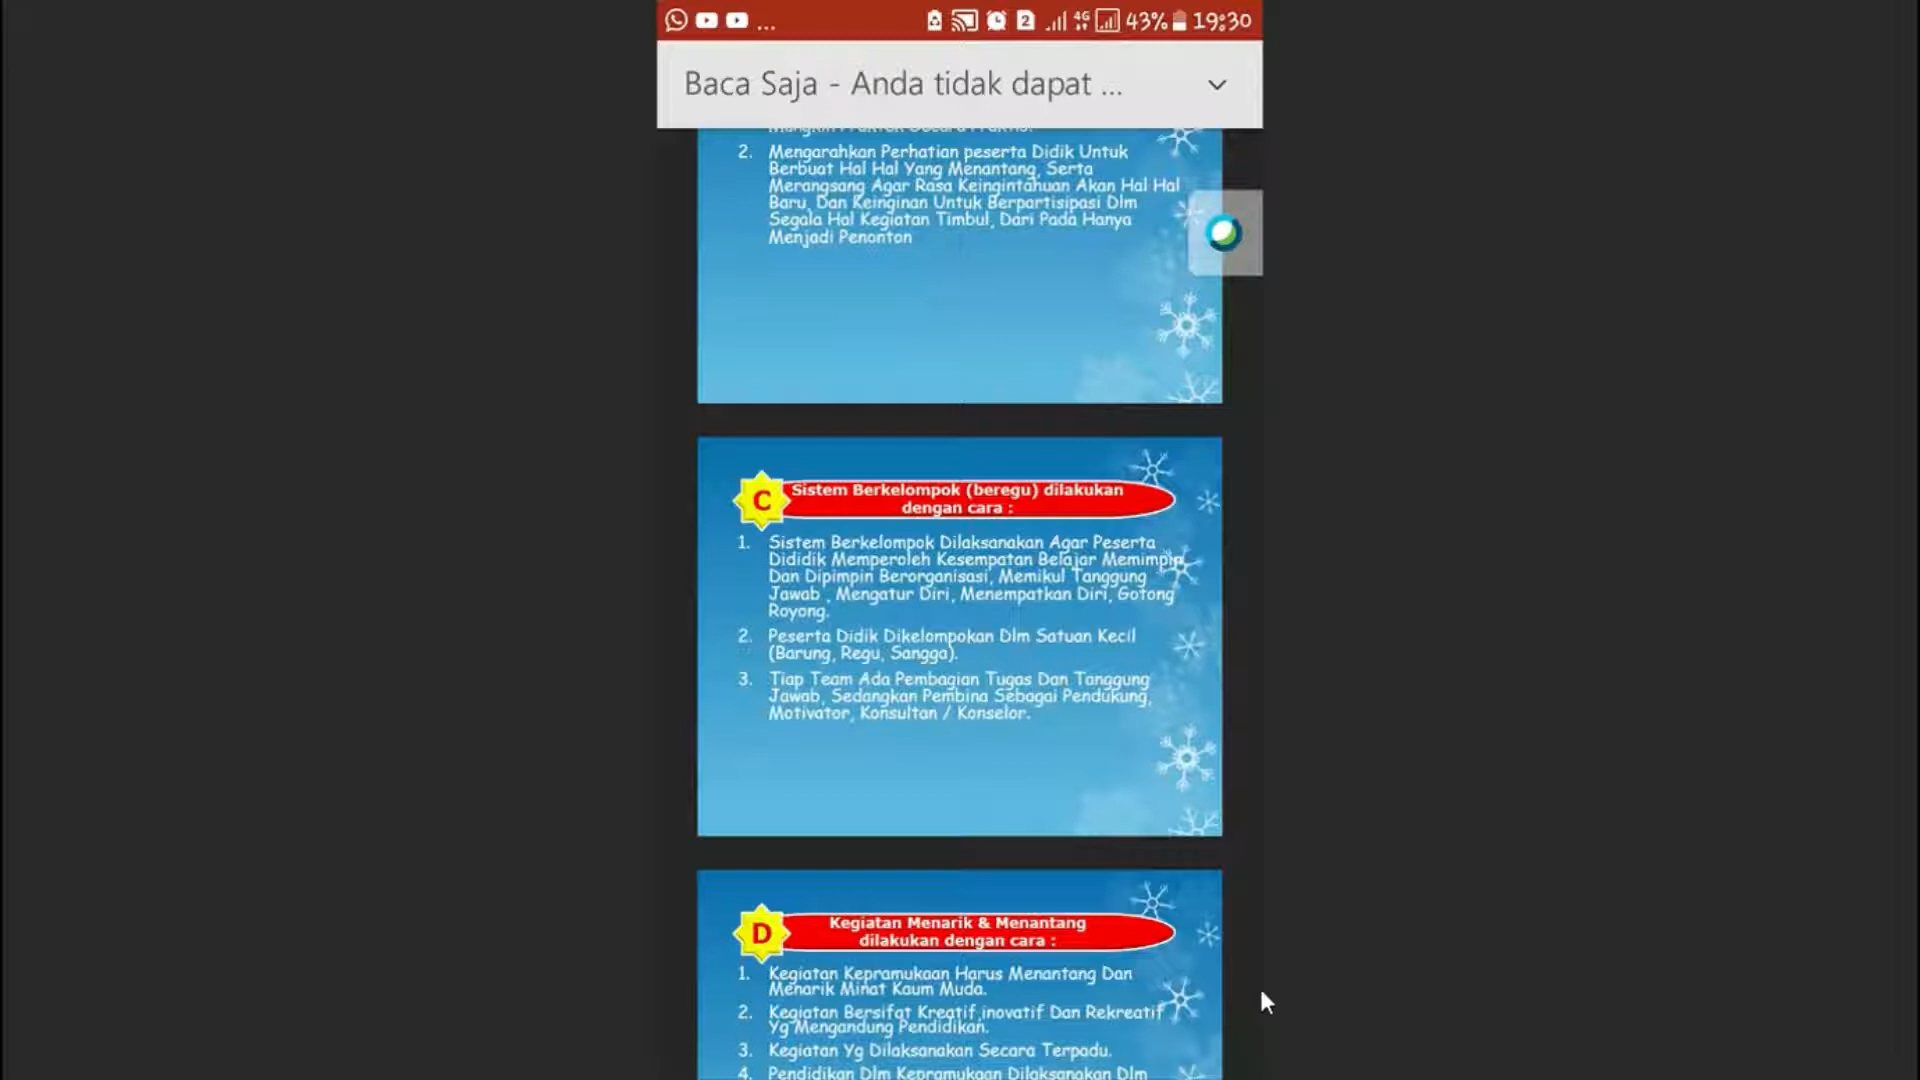 ... 2 4G 43% 19:30
Baca Saja - Anda tidak dapat ...
Mungkin Praktek Secara Praktis.
2. Mengarahkan Perhatian peserta Didik Untuk
Berbuat Hal Hal Yang Menantang, Serta
Merangsang Agar Rasa Keingintahuan Akan Hal Hal
Baru, Dan Keinginan Untuk Berpartisipasi Dlm
Segala Hal Kegiatan Timbul, Dari Pada Hanya
Menjadi Penonton
C
Sistem Berkelompok (beregu) dilakukan
dengan cara :
1. Sistem Berkelompok Dilaksanakan Agar Peserta
Dididik Memperoleh Kesempatan Belajar Memimpin
Dan Dipimpin Berorganisasi, Memikul Tanggung
Jawab , Mengatur Diri, Menempatkan Diri, Gotong
Royong.
2. Peserta Didik Dikelompokan Dlm Satuan Kecil
(Barung, Regu, Sangga).
3. Tiap Team Ada Pembagian Tugas Dan Tanggung
Jawab, Sedangkan Pembina Sebagai Pendukung,
Motivator, Konsultan / Konselor.
D
Kegiatan Menarik & Menantang
dilakukan dengan cara :
1. Kegiatan Kepramukaan Harus Menantang Dan
Menarik Minat Kaum Muda.
2. Kegiatan Bersifat Kreatif,inovatif Dan Rekreatif
Yg Mengandung Pendidikan.
3. Kegiatan Yg Dilaksanakan Secara Terpadu.
4. Pendidikan Dlm Kepramukaan Dilaksanakan Dlm